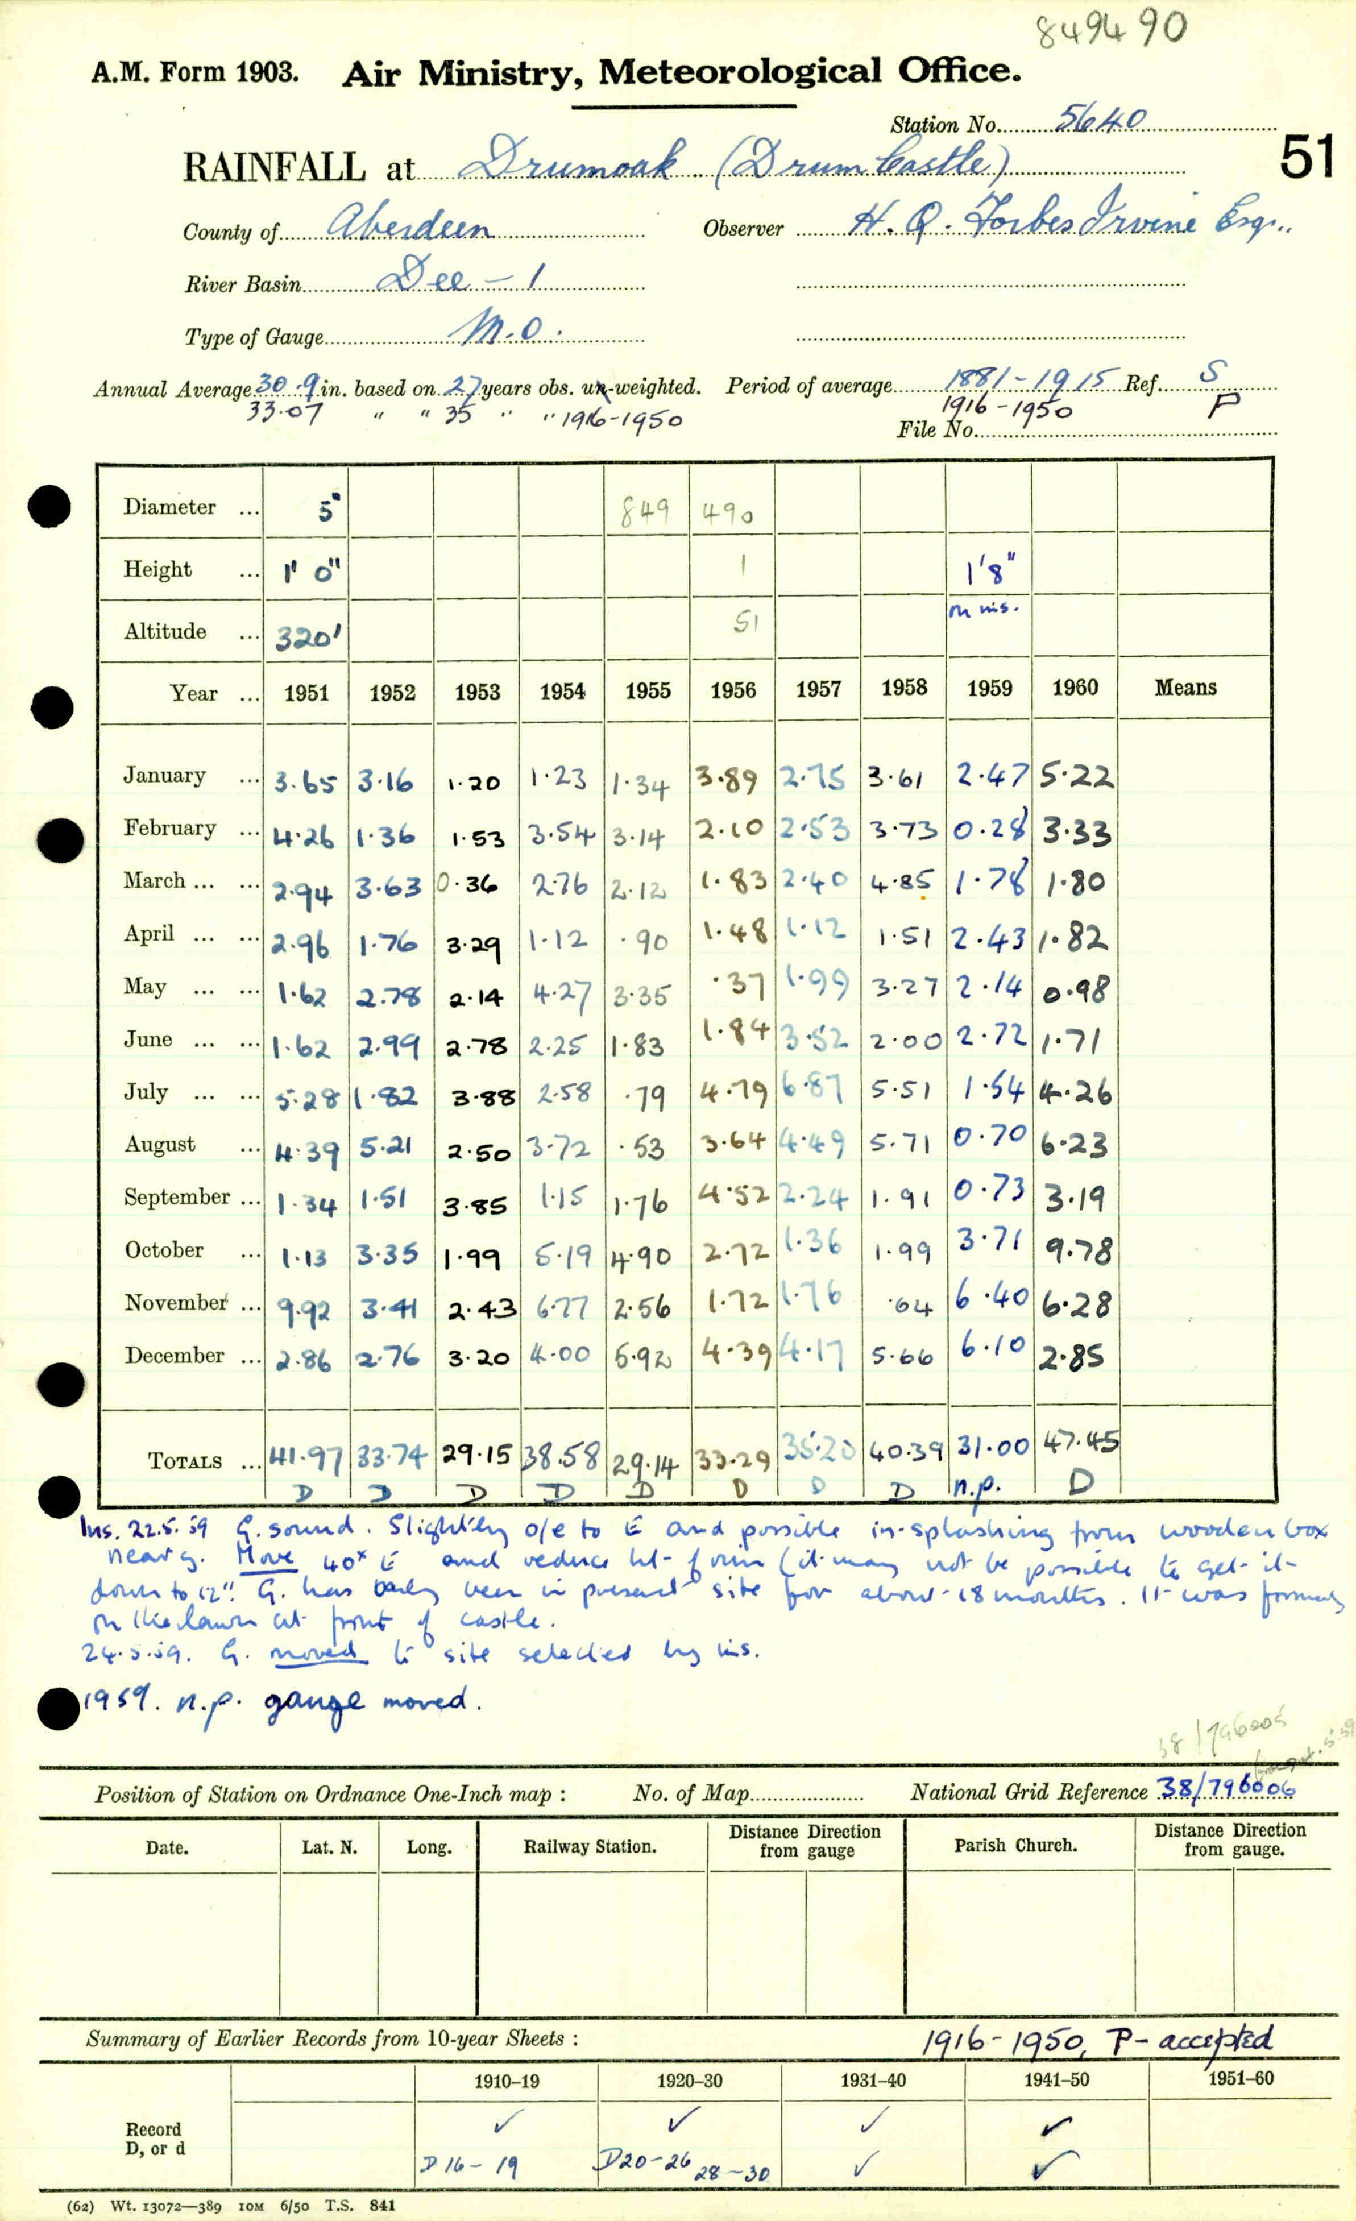 849490
A.M. Form 1903. Air Ministry, Meteorological Office.
Station No. 5640
RAINFALL at Drumoak (Drum Castle)
51
County of Aberdeen Observer H. Q. Forbes Irvine Esq.
River Basin Dee - 1
Type of Gauge M.O.
Annual Average 30.9 in. based on 27 years obs. un-weighted. Period of average 1881-1915 Ref. S
33.07 " " 35 " " 1916-1950 1916-1950 P
File No.
Diameter ... 5" 849 490
Height ... 1' 0" 1 1'8"
on ins.
Altitude ... 320' 51
Year ... 1951 1952 1953 1954 1955 1956 1957 1958 1959 1960 Means
January ... 3.65 3.16 1.20 1.23 1.34 3.89 2.75 3.61 2.47 5.22
February ... 4.26 1.36 1.53 3.54 3.14 2.10 2.53 3.73 0.28 3.33
March ... ... 2.94 3.63 0.36 2.76 2.12 1.83 2.40 4.85 1.78 1.80
April ... ... 2.96 1.76 3.29 1.12 .90 1.48 1.12 1.51 2.43 1.82
May ... ... 1.62 2.78 2.14 4.27 3.35 .37 1.99 3.27 2.14 0.98
June ... ... 1.62 2.99 2.78 2.25 1.83 1.84 3.52 2.00 2.72 1.71
July ... ... 5.28 1.82 3.88 2.58 .79 4.79 6.87 5.51 1.54 4.26
August ... 4.39 5.21 2.50 3.72 .53 3.64 4.49 5.71 0.70 6.23
September ... 1.34 1.51 3.85 1.15 1.76 4.52 2.24 1.91 0.73 3.19
October ... 1.13 3.35 1.99 5.19 4.90 2.72 1.36 1.99 3.71 9.78
November ... 9.92 3.41 2.43 6.77 2.56 1.72 1.76 .64 6.40 6.28
December ... 2.86 2.76 3.20 4.00 5.92 4.39 4.17 5.66 6.10 2.85
TOTALS ... 41.97 33.74 29.15 38.58 29.14 33.29 35.20 40.39 31.00 47.45
D D D D D D D D n.p. D
Ins. 22.5.59 G. sound. Slightly o/e to E and possible in-splashing from wooden box
near g. Move 40x E and reduce ht. from (it may not be possible to get it
down to 12". G. has only been in present site for about 18 months. It was formerly
on the lawn at front of castle.
24.5.59. G. moved to site selected by ins.
1959. n.p. gauge moved.
38/796005
Position of Station on Ordnance One-Inch map : No. of Map National Grid Reference 38/796006
Date. Lat. N. Long. Railway Station. Distance Direction from gauge Parish Church. Distance Direction from gauge.
Summary of Earlier Records from 10-year Sheets : 1916-1950, P- accepted
1910–19 1920–30 1931–40 1941–50 1951–60
Record ✓ ✓ ✓ ✓
D, or d D 16-19 D20-26 28-30 ✓ ✓
(62) Wt. 13072—389 10M 6/50 T.S. 841